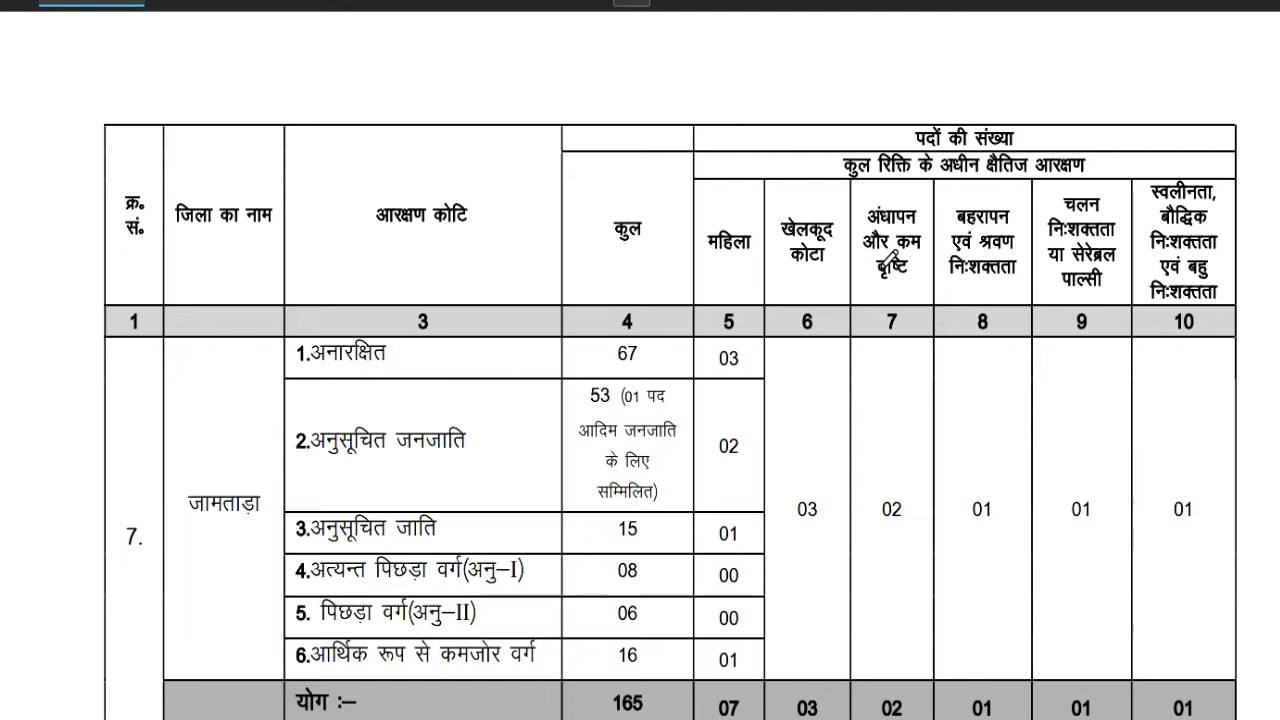 पदों की संख्या
कुल रिक्ति के अधीन क्षैतिज आरक्षण
क्र॰ सं॰ जिला का नाम आरक्षण कोटि कुल महिला खेलकूद कोटा अंधापन और कम दृष्टि बहरापन एवं श्रवण निःशक्तता चलन निःशक्तता या सेरेब्रल पाल्सी स्वलीनता, बौद्धिक निःशक्तता एवं बहु निःशक्तता
1 3 4 5 6 7 8 9 10
7. जामताड़ा
1.अनारक्षित 67 03
2.अनुसूचित जनजाति 53 (01 पद आदिम जनजाति के लिए सम्मिलित) 02
03 02 01 01 01
3.अनुसूचित जाति 15 01
4.अत्यन्त पिछड़ा वर्ग(अनु–I) 08 00
5. पिछड़ा वर्ग(अनु–II) 06 00
6.आर्थिक रूप से कमजोर वर्ग 16 01
योग :– 165 07 03 02 01 01 01